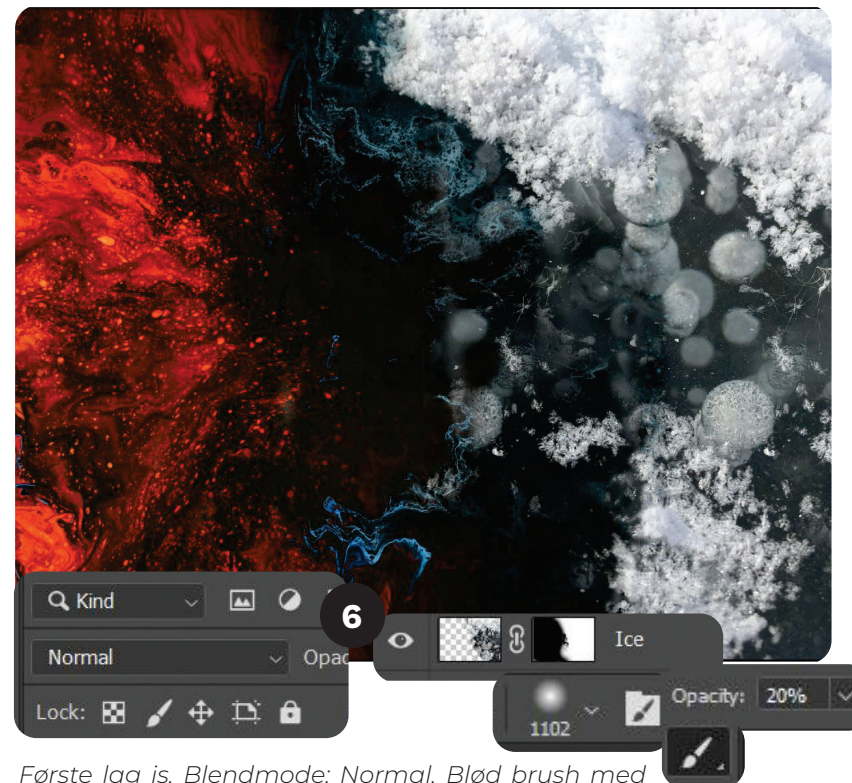 Kind
6
Normal
Opac
Ice
Lock:
Opacity: 20%
1102
Første lag is. Blendmode: Normal. Blød brush med